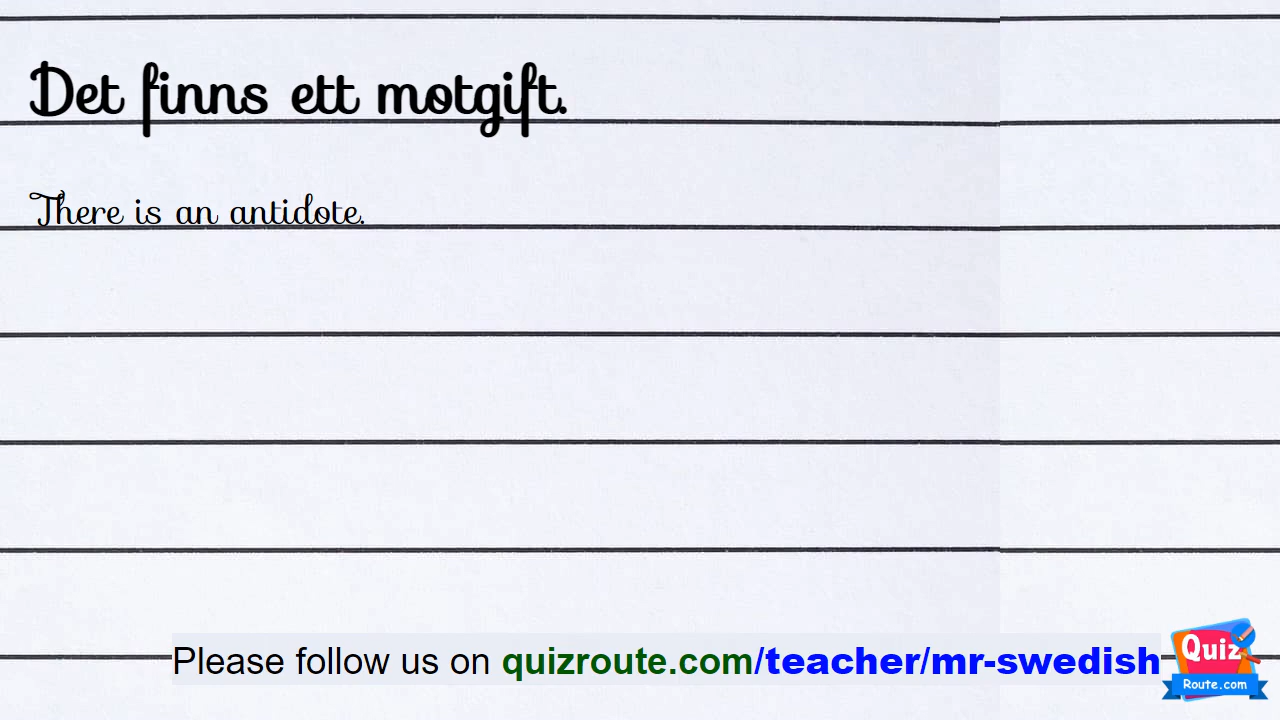 Det finns ett motgift.
There is an antidote.
Please follow us on quizroute.com/teacher/mr-swedish
Quiz
Route.com